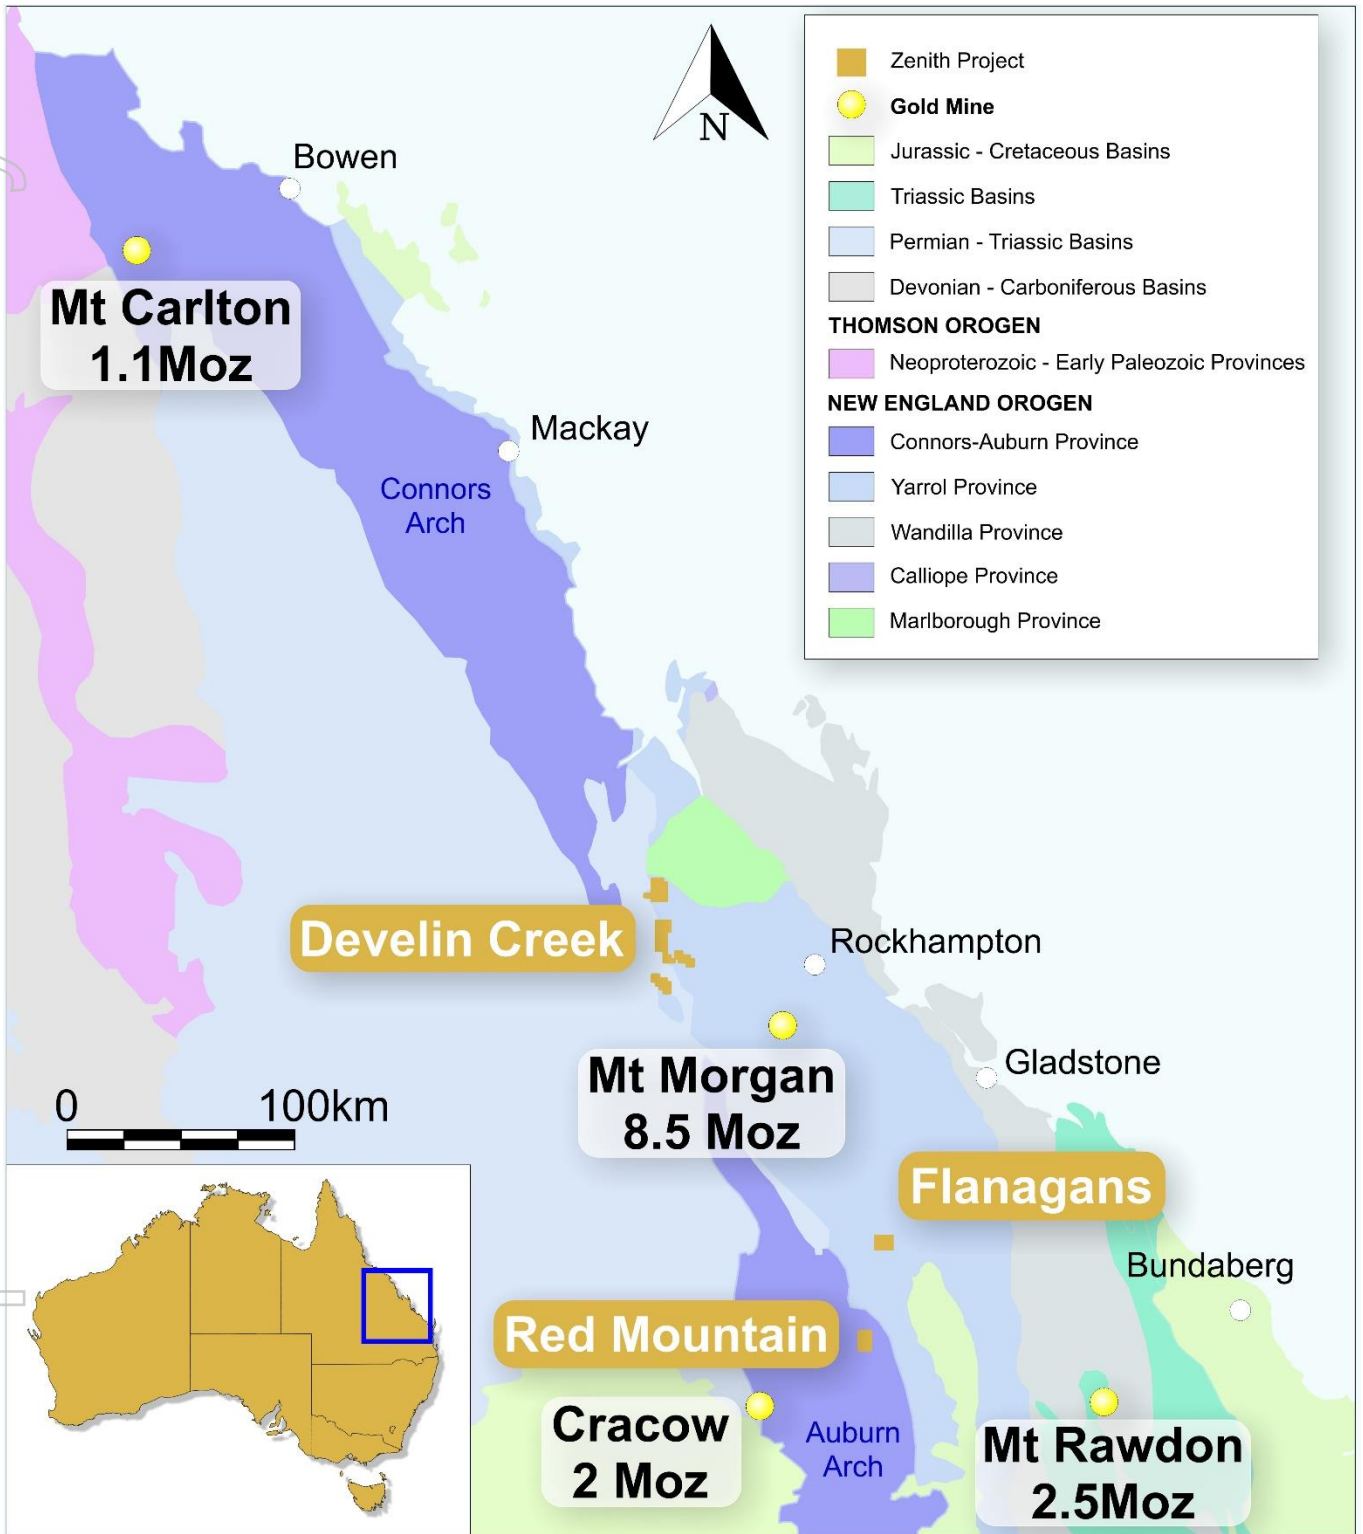 Zenith Project
Gold Mine
Jurassic - Cretaceous Basins
Triassic Basins
Permian - Triassic Basins
Devonian - Carboniferous Basins
THOMSON OROGEN
Neoproterozoic - Early Paleozoic Provinces
NEW ENGLAND OROGEN
Connors-Auburn Province
Yarrol Province
Wandilla Province
Calliope Province
Marlborough Province
N
Bowen
Mt Carlton
1.1Moz
Mackay
Connors
Arch
Develin Creek
Rockhampton
Mt Morgan
8.5 Moz
Gladstone
0 100km
Flanagans
Bundaberg
Red Mountain
Cracow
2 Moz
Auburn
Arch
Mt Rawdon
2.5Moz